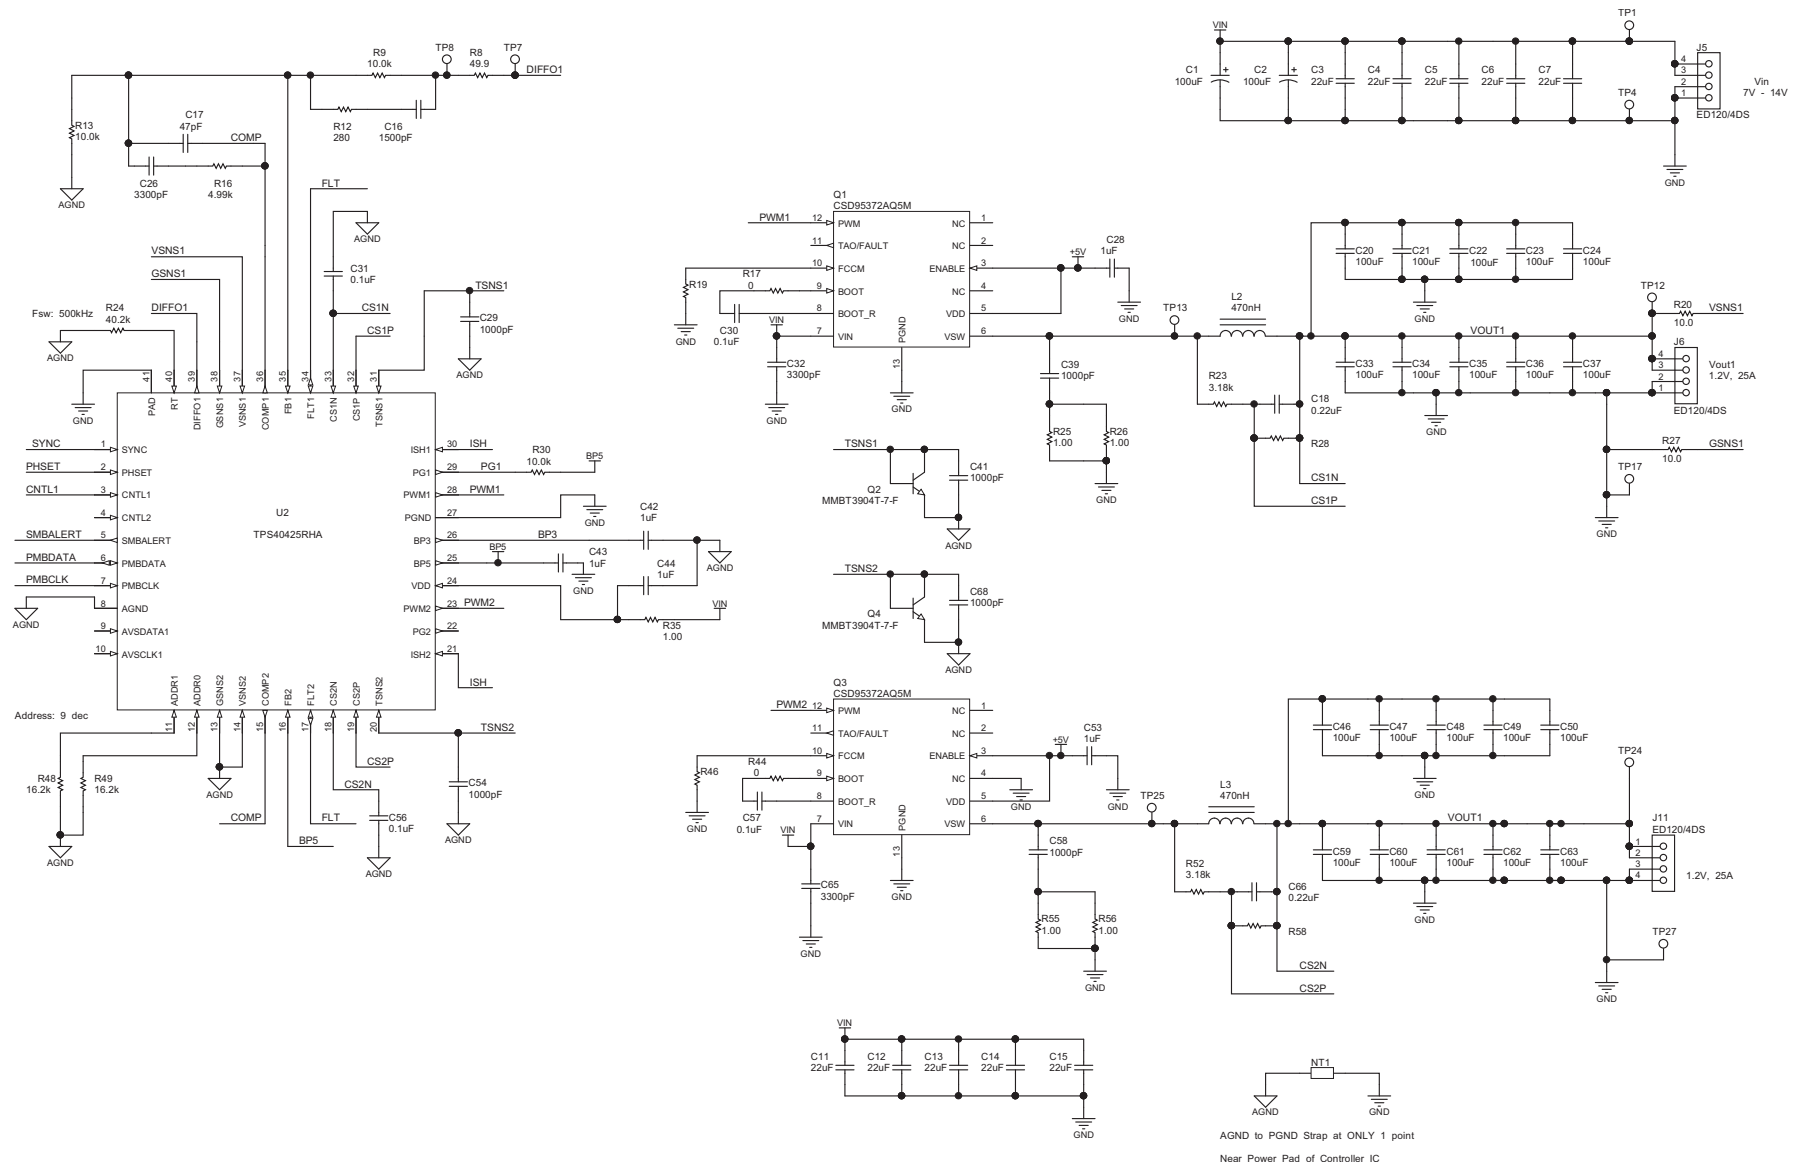 R9
10.0k
TP8
R8
49.9
TP7
DIFFO1
R13
10.0k
AGND
C17
47pF
COMP
C26
3300pF
R16
4.99k
R12
280
C16
1500pF
FLT
AGND
C31
0.1uF
VSNS1
GSNS1
DIFFO1
CS1N
CS1P
TSNS1
C29
1000pF
AGND
Fsw: 500kHz
R24
40.2k
AGND
GND
41
40
39
38
37
36
35
34
33
32
31
PAD
RT
DIFFO1
GSNS1
VSNS1
COMP1
FB1
FLT1
CS1N
CS1P
TSNS1
SYNC 1 SYNC
PHSET 2 PHSET
CNTL1 3 CNTL1
4 CNTL2
SMBALERT 5 SMBALERT
PMBDATA 6 PMBDATA
PMBCLK 7 PMBCLK
8 AGND
AGND
9 AVSDATA1
10 AVSCLK1
U2
TPS40425RHA
ISH1 30 ISH
PG1 29 PG1
R30
10.0k
BP5
PWM1 28 PWM1
PGND 27
GND
BP3 26 BP3
C42
1uF
AGND
BP5 25
BP5
C43
1uF
GND
C44
1uF
VDD 24
R35
1.00
VIN
PWM2 23 PWM2
PG2 22
ISH2 21
ISH
ADDR1
ADDR0
GSNS2
VSNS2
COMP2
FB2
FLT2
CS2N
CS2P
TSNS2
11
12
13
14
15
16
17
18
19
20
Address: 9 dec
R48
16.2k
R49
16.2k
AGND
AGND
COMP
BP5
FLT
CS2N
CS2P
TSNS2
C54
1000pF
AGND
C56
0.1uF
AGND
VIN
C1
100uF
+
C2
100uF
+
C3
22uF
C4
22uF
C5
22uF
C6
22uF
C7
22uF
TP1
TP4
J5
4
3
2
1
ED120/4DS
Vin
7V - 14V
GND
Q1
CSD95372AQ5M
PWM1 12 PWM
11 TAO/FAULT
10 FCCM
9 BOOT
8 BOOT_R
7 VIN
PGND
13
GND
NC 1
NC 2
ENABLE 3
NC 4
VDD 5
VSW 6
R19
GND
R17
0
C30
0.1uF
VIN
C32
3300pF
GND
+5V
C28
1uF
GND
TP13
L2
470nH
C39
1000pF
R25
1.00
R26
1.00
GND
R23
3.18k
C18
0.22uF
R28
CS1N
CS1P
C20
100uF
C21
100uF
C22
100uF
C23
100uF
C24
100uF
GND
VOUT1
C33
100uF
C34
100uF
C35
100uF
C36
100uF
C37
100uF
GND
TP12
R20
10.0
VSNS1
J6
4
3
2
1
ED120/4DS
Vout1
1.2V, 25A
R27
10.0
GSNS1
TP17
GND
TSNS1
Q2
MMBT3904T-7-F
C41
1000pF
AGND
TSNS2
Q4
MMBT3904T-7-F
C68
1000pF
AGND
Q3
CSD95372AQ5M
PWM2 12 PWM
11 TAO/FAULT
10 FCCM
9 BOOT
8 BOOT_R
7 VIN
PGND
13
GND
NC 1
NC 2
ENABLE 3
NC 4
VDD 5
VSW 6
R46
GND
R44
0
C57
0.1uF
VIN
C65
3300pF
GND
+5V
C53
1uF
GND
GND
TP25
L3
470nH
C58
1000pF
R55
1.00
R56
1.00
GND
R52
3.18k
C66
0.22uF
R58
CS2N
CS2P
C46
100uF
C47
100uF
C48
100uF
C49
100uF
C50
100uF
GND
VOUT1
C59
100uF
C60
100uF
C61
100uF
C62
100uF
C63
100uF
GND
TP24
J11
ED120/4DS
1
2
3
4
1.2V, 25A
TP27
GND
VIN
C11
22uF
C12
22uF
C13
22uF
C14
22uF
C15
22uF
GND
NT1
AGND
GND
AGND to PGND Strap at ONLY 1 point
Near Power Pad of Controller IC